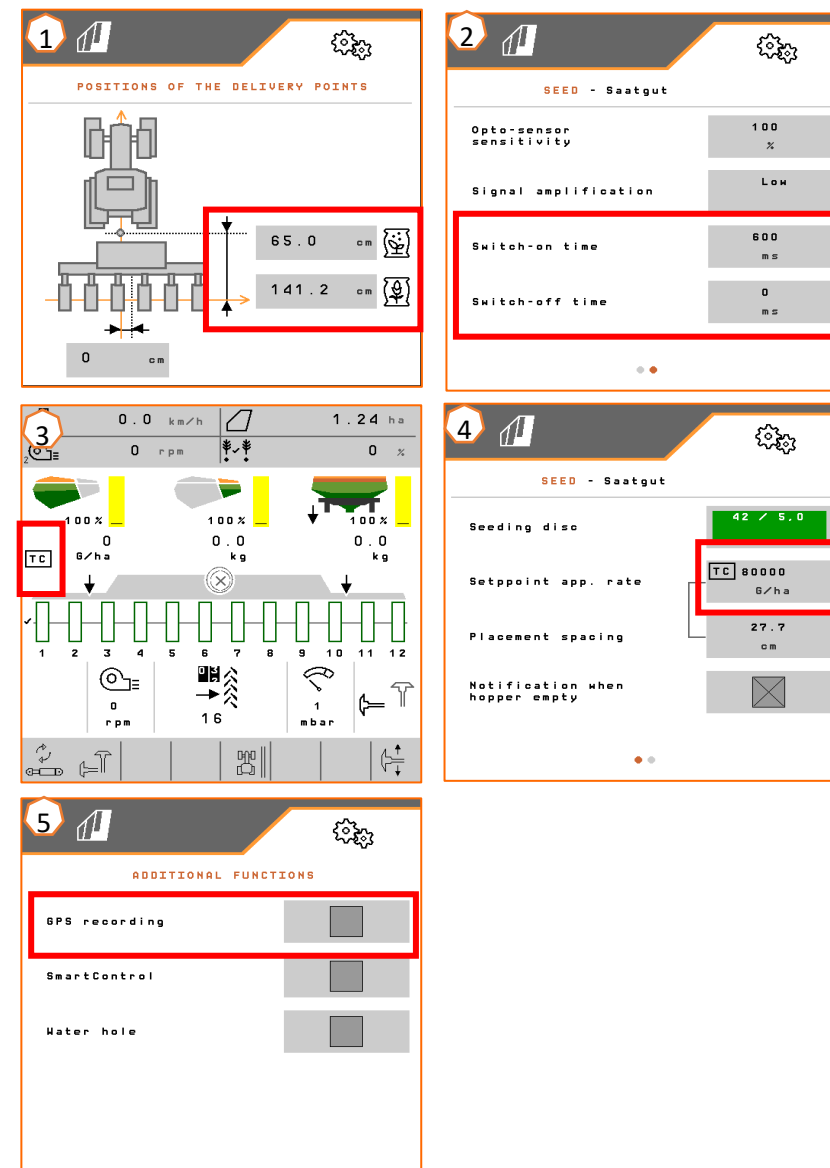 1
POSITIONS OF THE DELIVERY POINTS
65.0 cm
141.2 cm
0 cm
2
SEED - Saatgut
Opto-sensor
sensitivity
100
%
Signal amplification
Low
Switch-on time
600
ms
Switch-off time
0
ms
3
0.0 km/h
1.24 ha
2
0 rpm
0 %
100%
100%
100%
TC
0
G/ha
0.0
kg
0.0
kg
1 2 3 4 5 6 7 8 9 10 11 12
0
rpm
16
1
mbar
4
SEED - Saatgut
Seeding disc
42 / 5,0
Setppoint app. rate
TC 80000
G/ha
Placement spacing
27.7
cm
Notification when
hopper empty
5
ADDITIONAL FUNCTIONS
GPS recording
SmartControl
Water hole